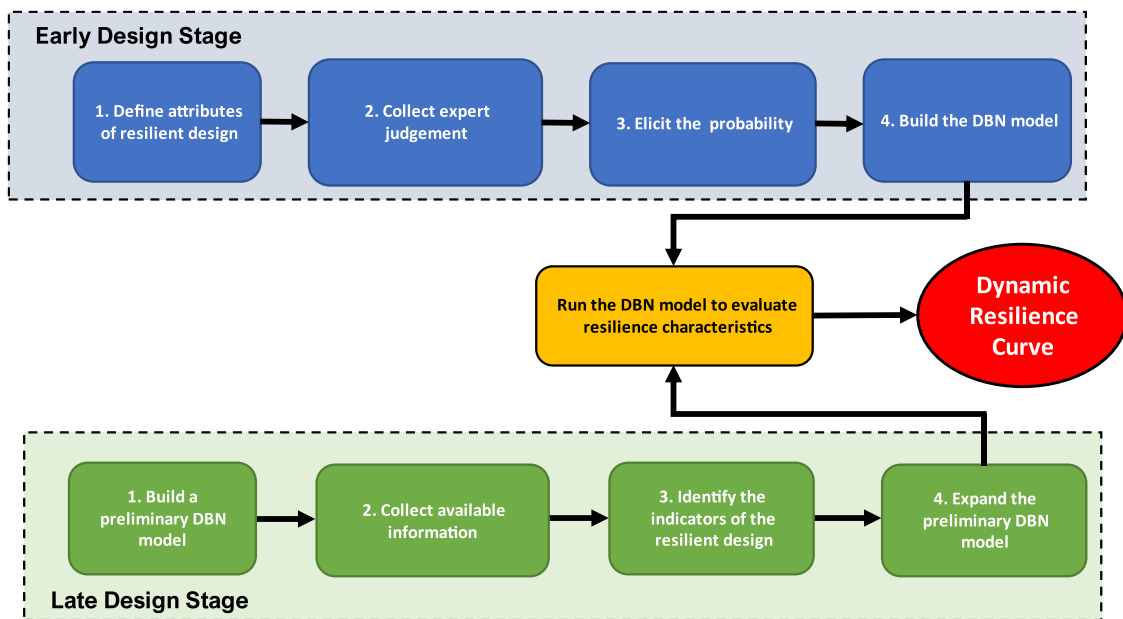 Early Design Stage
1. Define attributes
of resilient design
2. Collect expert
judgement
3. Elicit the probability
4. Build the DBN model
Run the DBN model to evaluate
resilience characteristics
Dynamic
Resilience
Curve
1. Build a
preliminary DBN
model
2. Collect available
information
3. Identify the
indicators of the
resilient design
4. Expand the
preliminary DBN
model
Late Design Stage